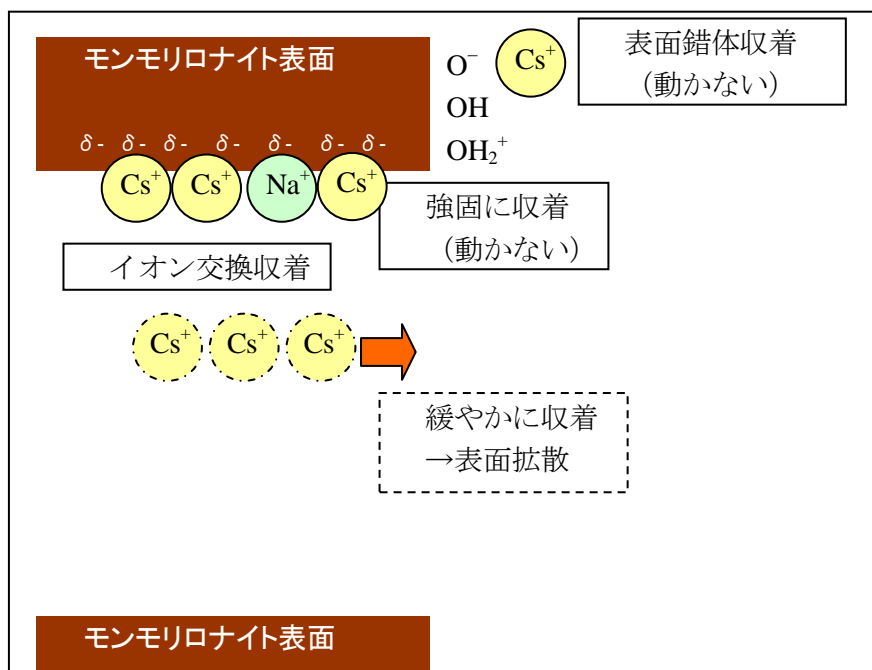 モンモリロナイト表面
O⁻
Cs⁺
表面錯体収着
(動かない)
OH
OH₂⁺
δ- δ- δ- δ- δ- δ- δ-
Cs⁺ Cs⁺ Na⁺ Cs⁺
強固に収着
(動かない)
イオン交換収着
Cs⁺ Cs⁺ Cs⁺
緩やかに収着
→表面拡散
モンモリロナイト表面